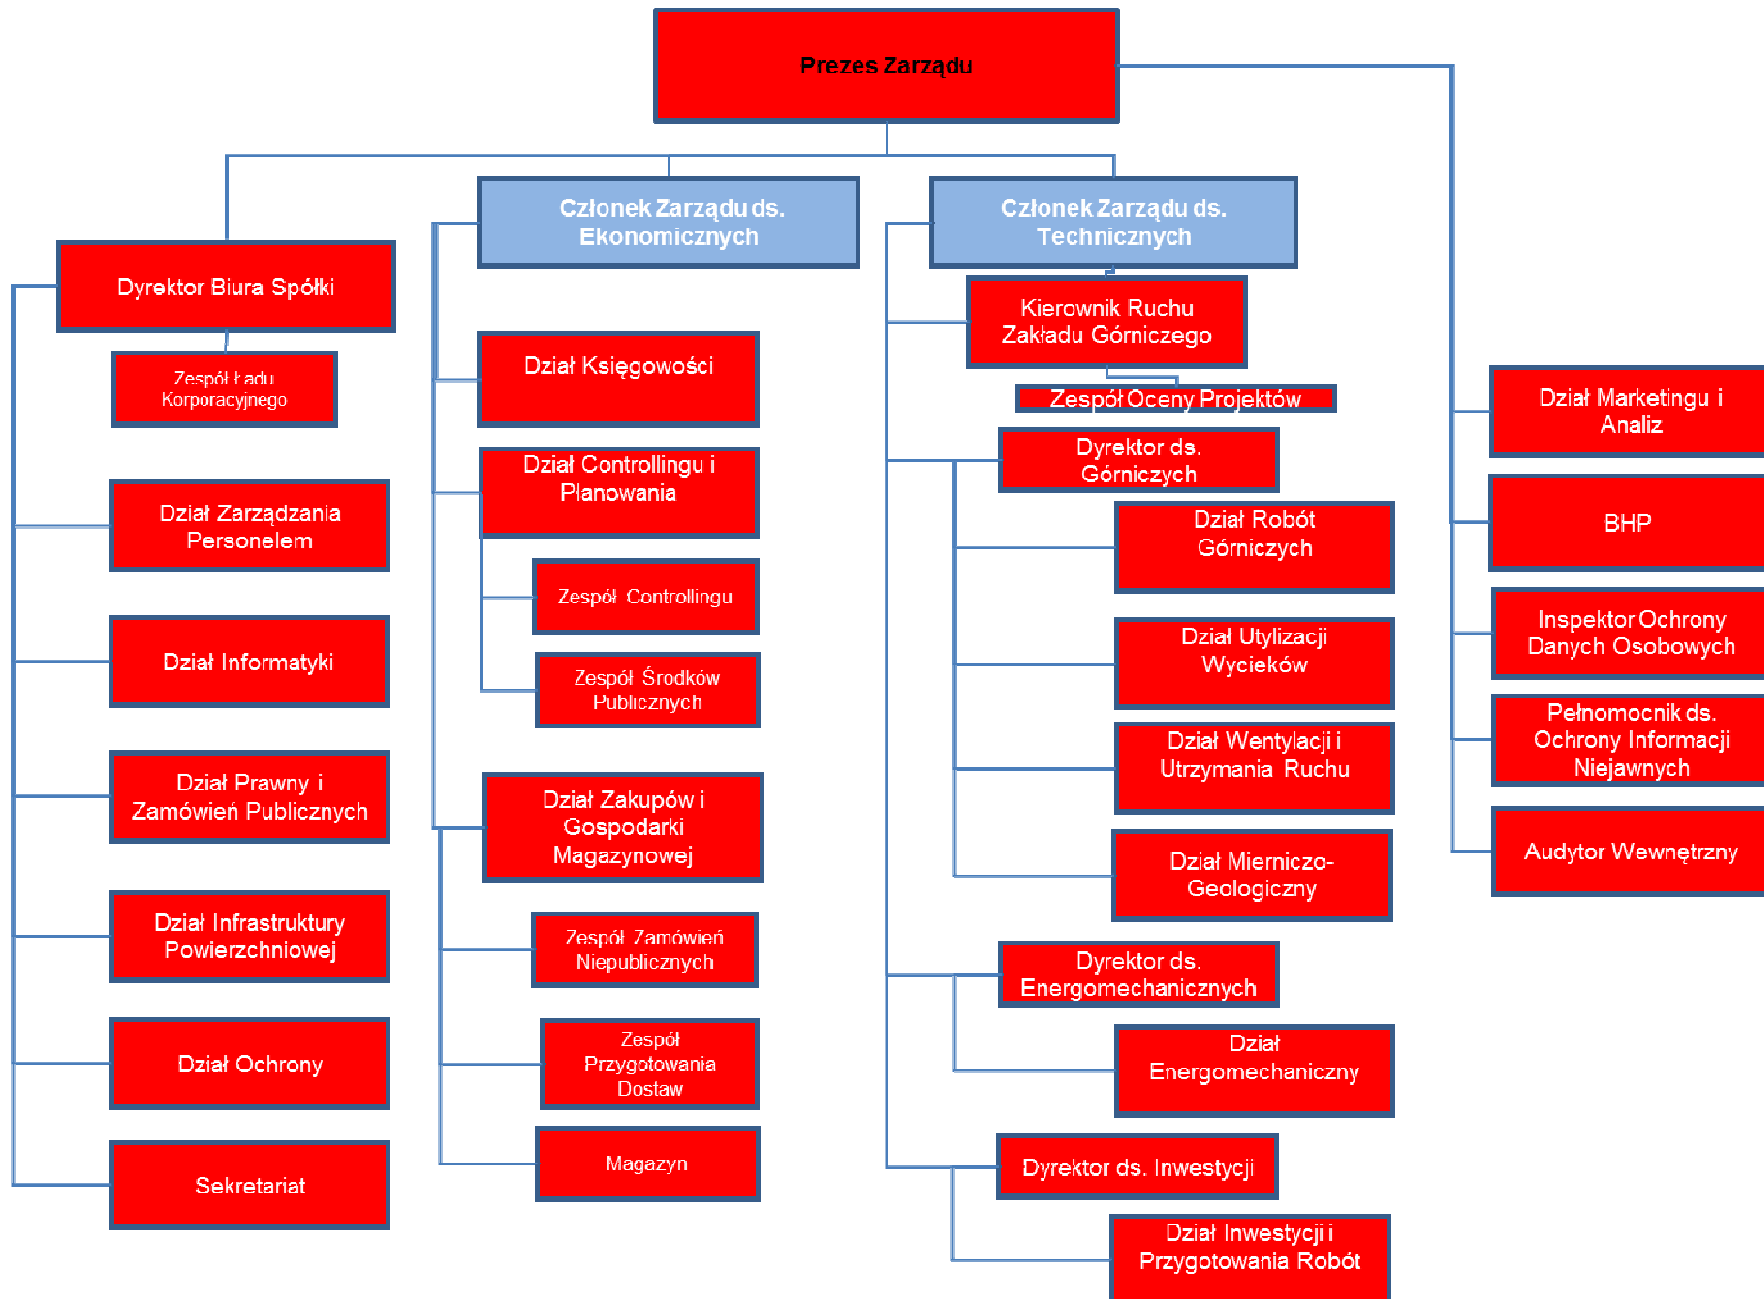 Prezes Zarządu
Dyrektor Biura Spółki
Zespół Ładu
Korporacyjnego
Dział Zarządzania
Personelem
Dział Informatyki
Dział Prawny i
Zamówień Publicznych
Dział Infrastruktury
Powierzchniowej
Dział Ochrony
Sekretariat
Członek Zarządu ds.
Ekonomicznych
Dział Księgowości
Dział Controllingu i
Planowania
Zespół Controllingu
Zespół Środków
Publicznych
Dział Zakupów i
Gospodarki
Magazynowej
Zespół Zamówień
Niepublicznych
Zespół
Przygotowania
Dostaw
Magazyn
Członek Zarządu ds.
Technicznych
Kierownik Ruchu
Zakładu Górniczego
Zespół Oceny Projektów
Dyrektor ds.
Górniczych
Dział Robót
Górniczych
Dział Utylizacji
Wycieków
Dział Wentylacji i
Utrzymania Ruchu
Dział Mierniczo-
Geologiczny
Dyrektor ds.
Energomechanicznych
Dział
Energomechaniczny
Dyrektor ds. Inwestycji
Dział Inwestycji i
Przygotowania Robót
Dział Marketingu i
Analiz
BHP
Inspektor Ochrony
Danych Osobowych
Pełnomocnik ds.
Ochrony Informacji
Niejawnych
Audytor Wewnętrzny